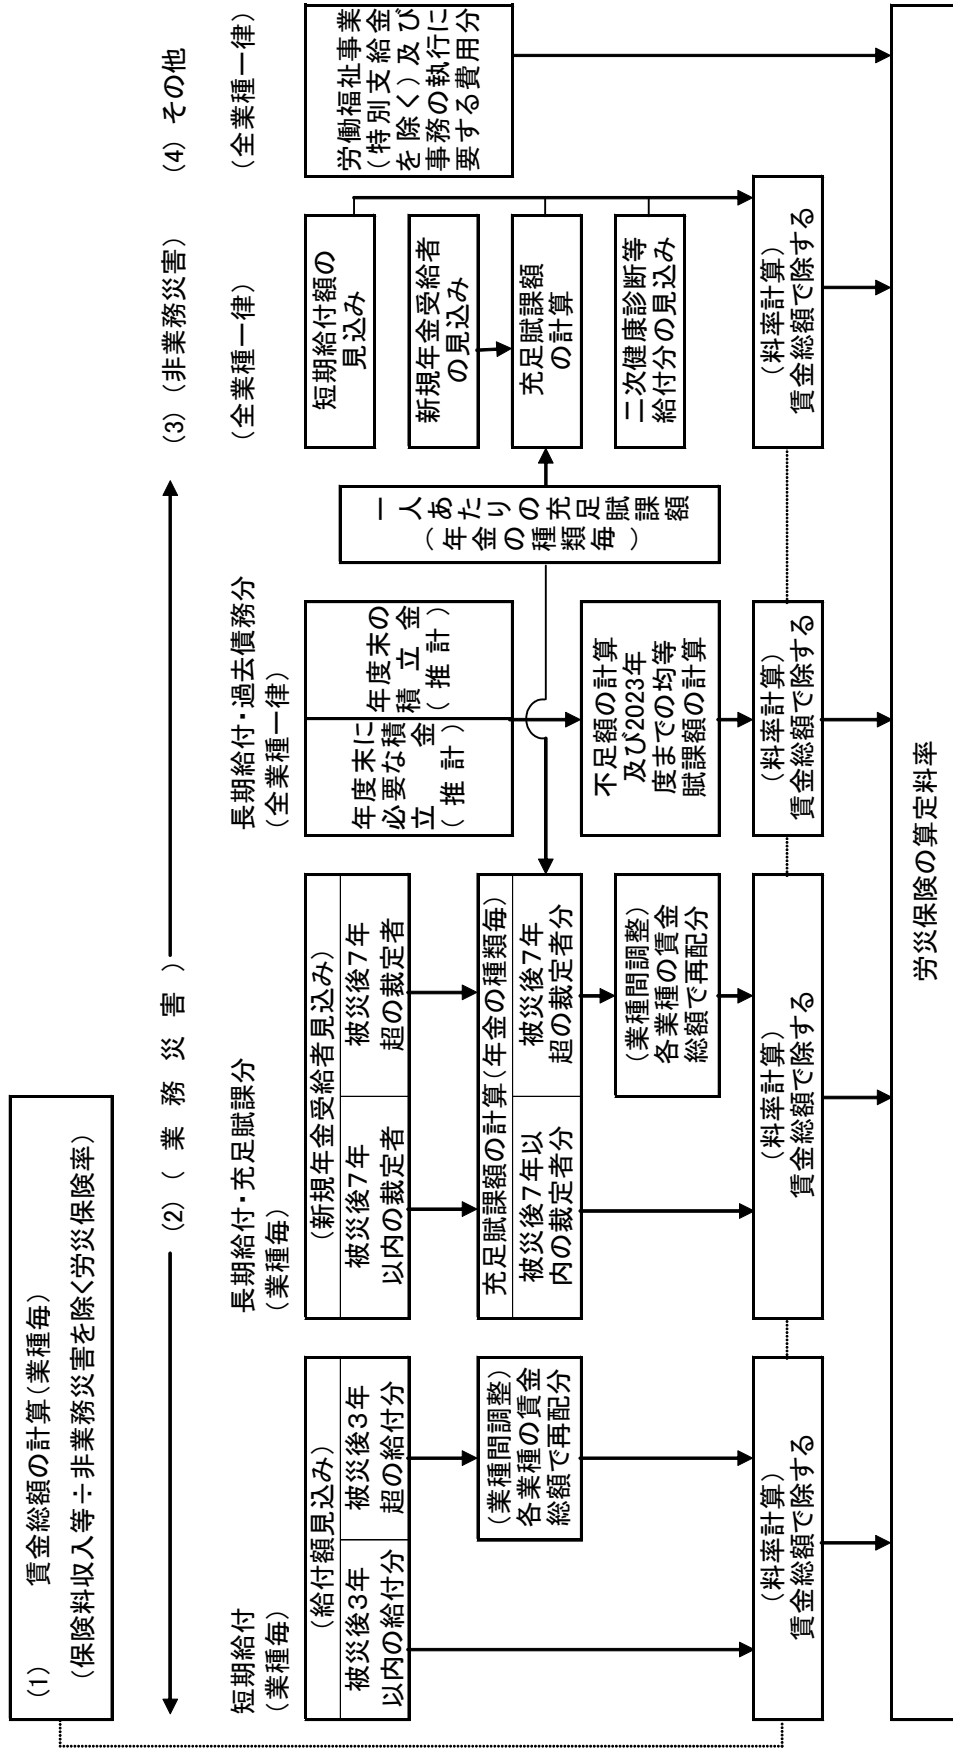 (1)　賃金総額の計算(業種毎)
(保険料収入等÷非業務災害を除く労災保険率)
(2) ( 業 務 災 害 )
(3) (非業務災害)
(4) その他
短期給付
(業種毎)
(給付額見込み)
被災後3年
以内の給付分
被災後3年
超の給付分
(業種間調整)
各業種の賃金
総額で再配分
(料率計算)
賃金総額で除する
長期給付・充足賦課分
(業種毎)
(新規年金受給者見込み)
被災後7年
以内の裁定者
被災後7年
超の裁定者
充足賦課額の計算(年金の種類毎)
被災後7年以
内の裁定者分
被災後7年
超の裁定者分
(業種間調整)
各業種の賃金
総額で再配分
(料率計算)
賃金総額で除する
長期給付・過去債務分
(全業種一律)
年度末に
必要な積
立　　金
( 推 計 )
年度末の
積 立 金
( 推 計 )
不足額の計算
及び2023年
度までの均等
賦課額の計算
(料率計算)
賃金総額で除する
一人あたりの充足賦課額
(年金の種類毎)
(全業種一律)
短期給付額の
見込み
新規年金受給者
の見込み
充足賦課額
の計算
二次健康診断等
給付分の見込み
(料率計算)
賃金総額で除する
(全業種一律)
労働福祉事業
(特別支給金
を除く)及び
事務の執行に
要する費用分
労災保険の算定料率